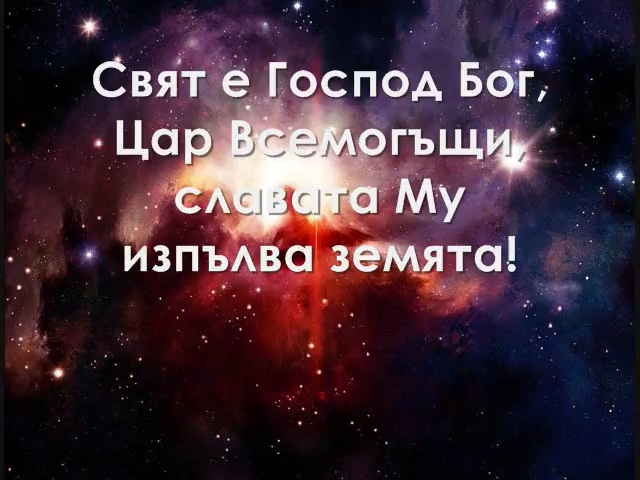 Свят е Господ Бог,
Цар Всемогъщи,
славата Му
изпълва земята!